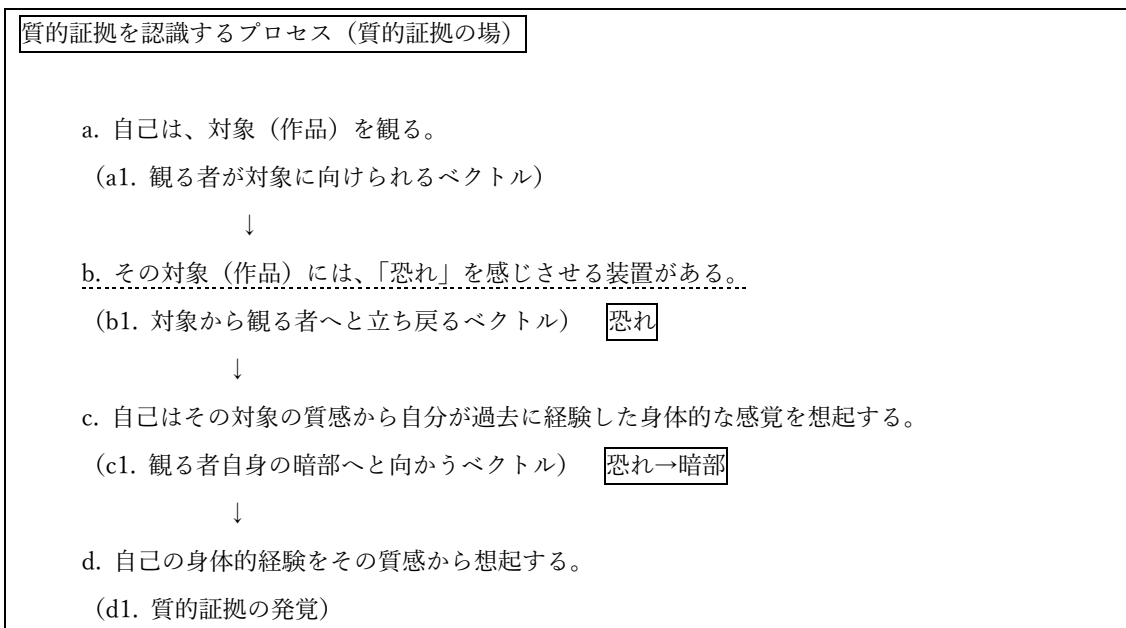 質的証拠を認識するプロセス（質的証拠の場）
a. 自己は、対象（作品）を観る。
（a1. 観る者が対象に向けられるベクトル）
↓
b. その対象（作品）には、「恐れ」を感じさせる装置がある。
（b1. 対象から観る者へと立ち戻るベクトル） 恐れ
↓
c. 自己はその対象の質感から自分が過去に経験した身体的な感覚を想起する。
（c1. 観る者自身の暗部へと向かうベクトル） 恐れ→暗部
↓
d. 自己の身体的経験をその質感から想起する。
（d1. 質的証拠の発覚）